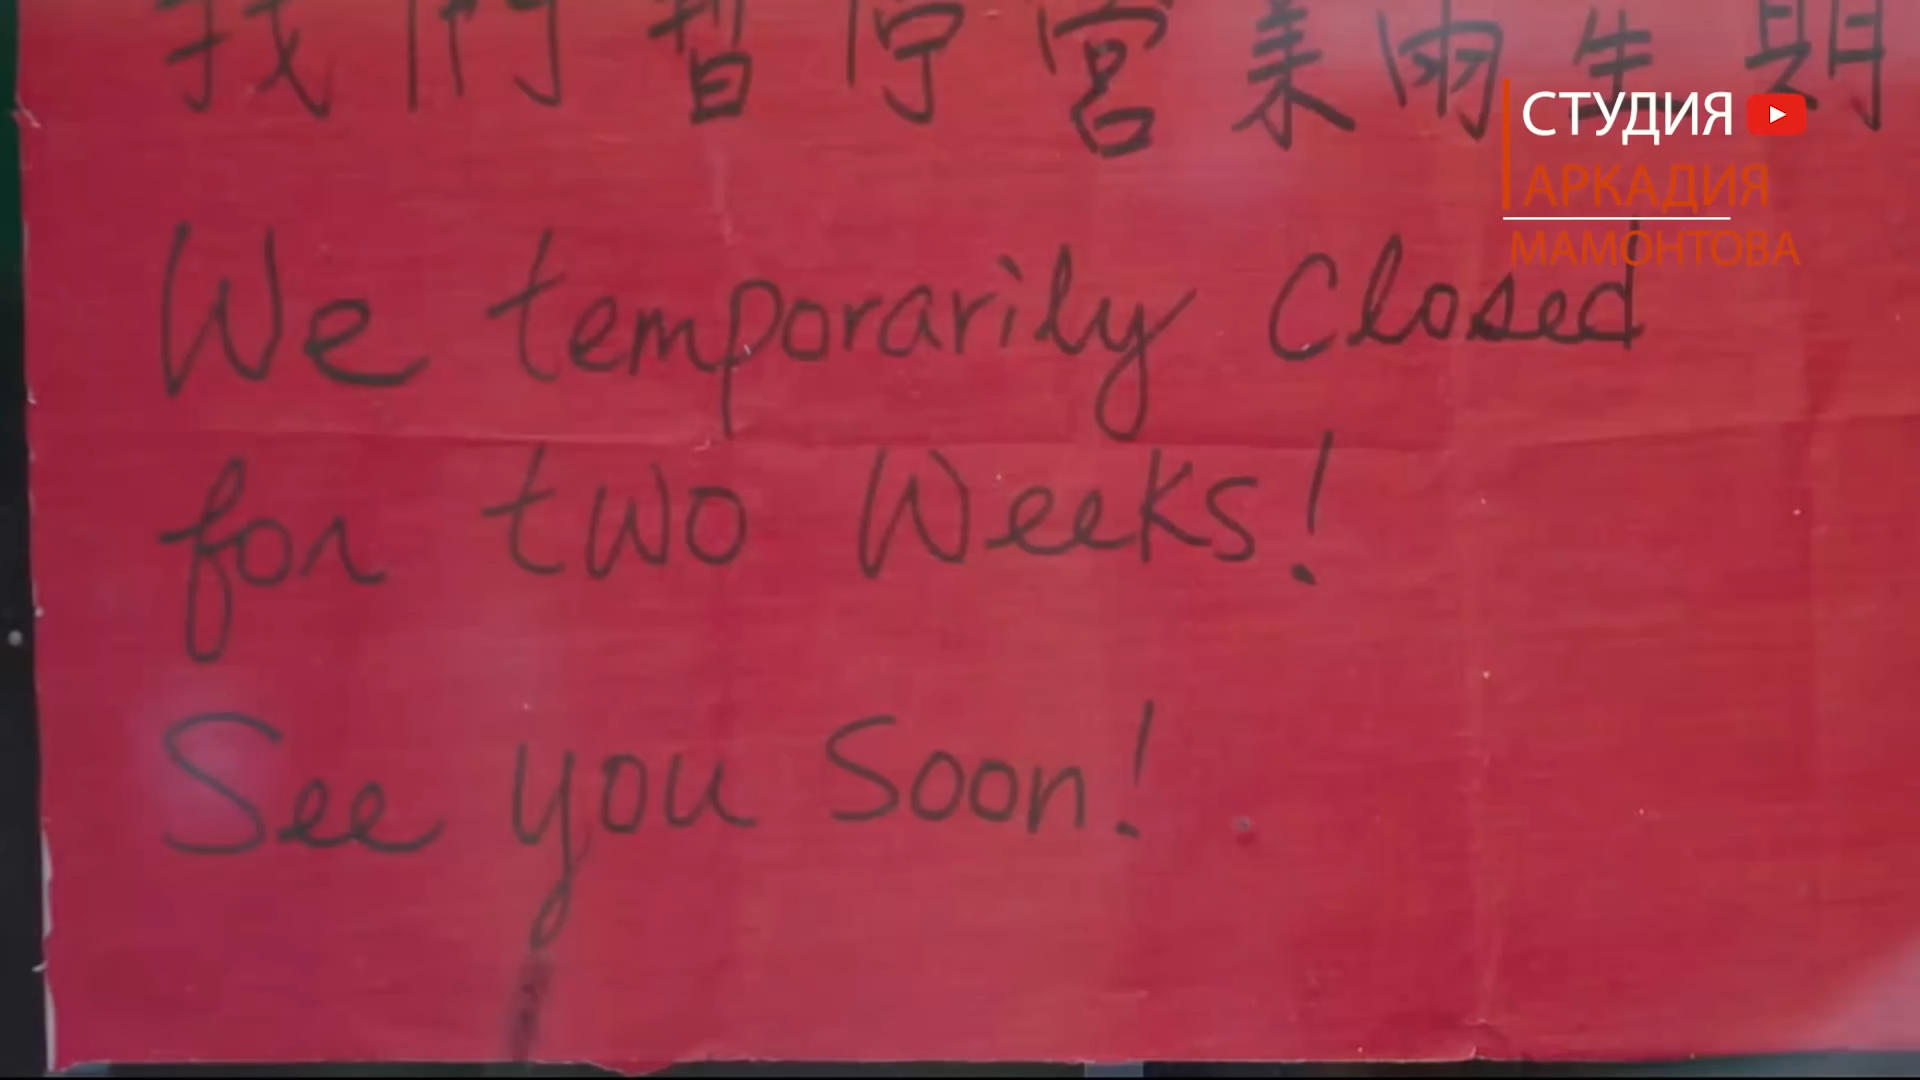 我們暫停營業兩星期
We temporarily Closed
for two Weeks!
See you Soon!
СТУДИЯ
АРКАДИЯ
МАМОНТОВА